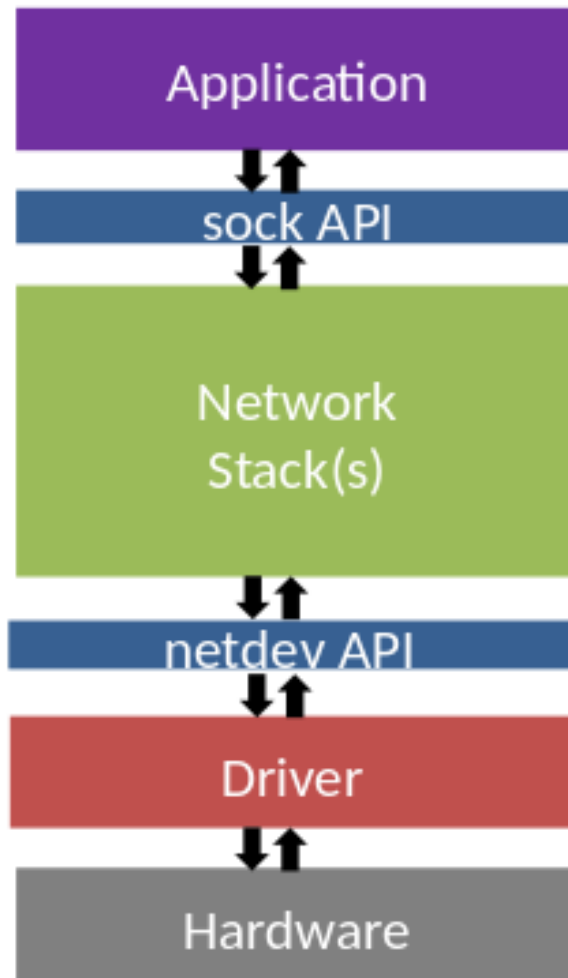 Application
sock API
Network
Stack(s)
netdev API
Driver
Hardware